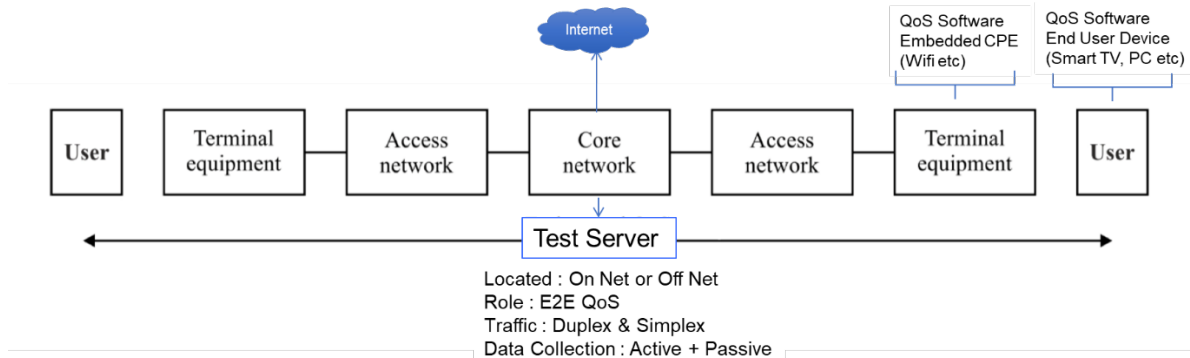 Internet
QoS Software
Embedded CPE
(Wifi etc)
QoS Software
End User Device
(Smart TV, PC etc)
User
Terminal
equipment
Access
network
Core
network
Access
network
Terminal
equipment
User
Test Server
Located : On Net or Off Net
Role : E2E QoS
Traffic : Duplex & Simplex
Data Collection : Active + Passive